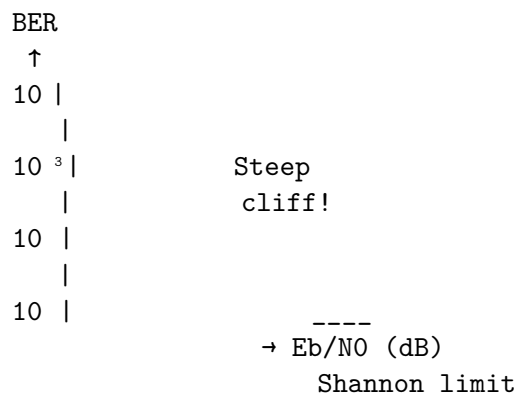 BER
↑
10 |
|
10 ³| Steep
| cliff!
10 |
|
10 | ____
→ Eb/N0 (dB)
Shannon limit